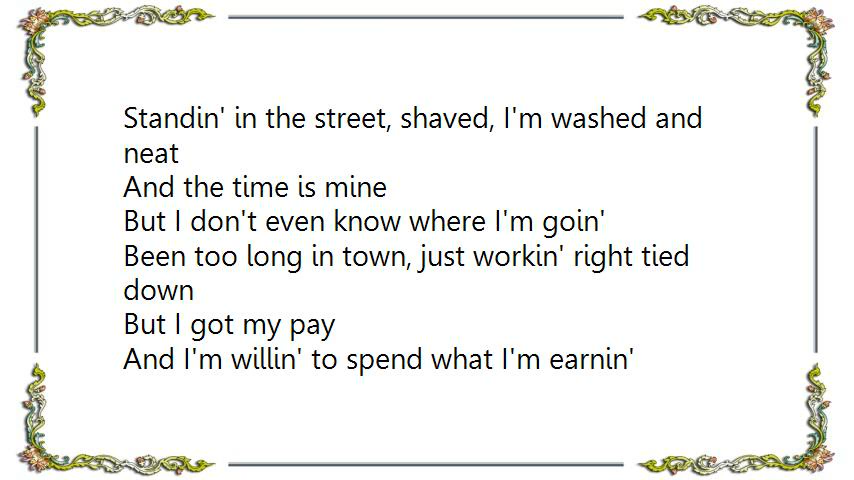 Standin' in the street, shaved, I'm washed and
neat
And the time is mine
But I don't even know where I'm goin'
Been too long in town, just workin' right tied
down
But I got my pay
And I'm willin' to spend what I'm earnin'